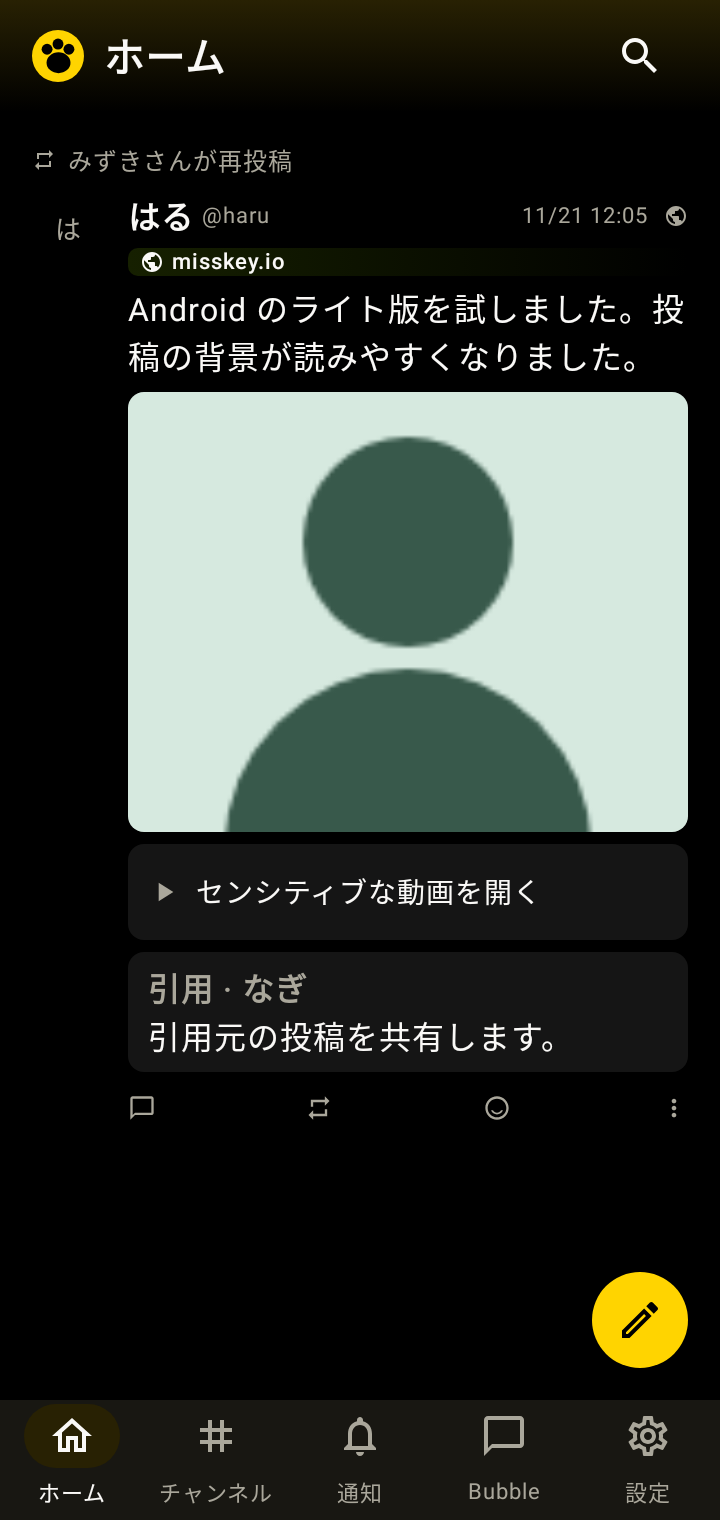 ホーム
みずきさんが再投稿
は
はる @haru 11/21 12:05
misskey.io
Android のライト版を試しました。投
稿の背景が読みやすくなりました。
センシティブな動画を開く
引用 · なぎ
引用元の投稿を共有します。
ホーム チャンネル 通知 Bubble 設定